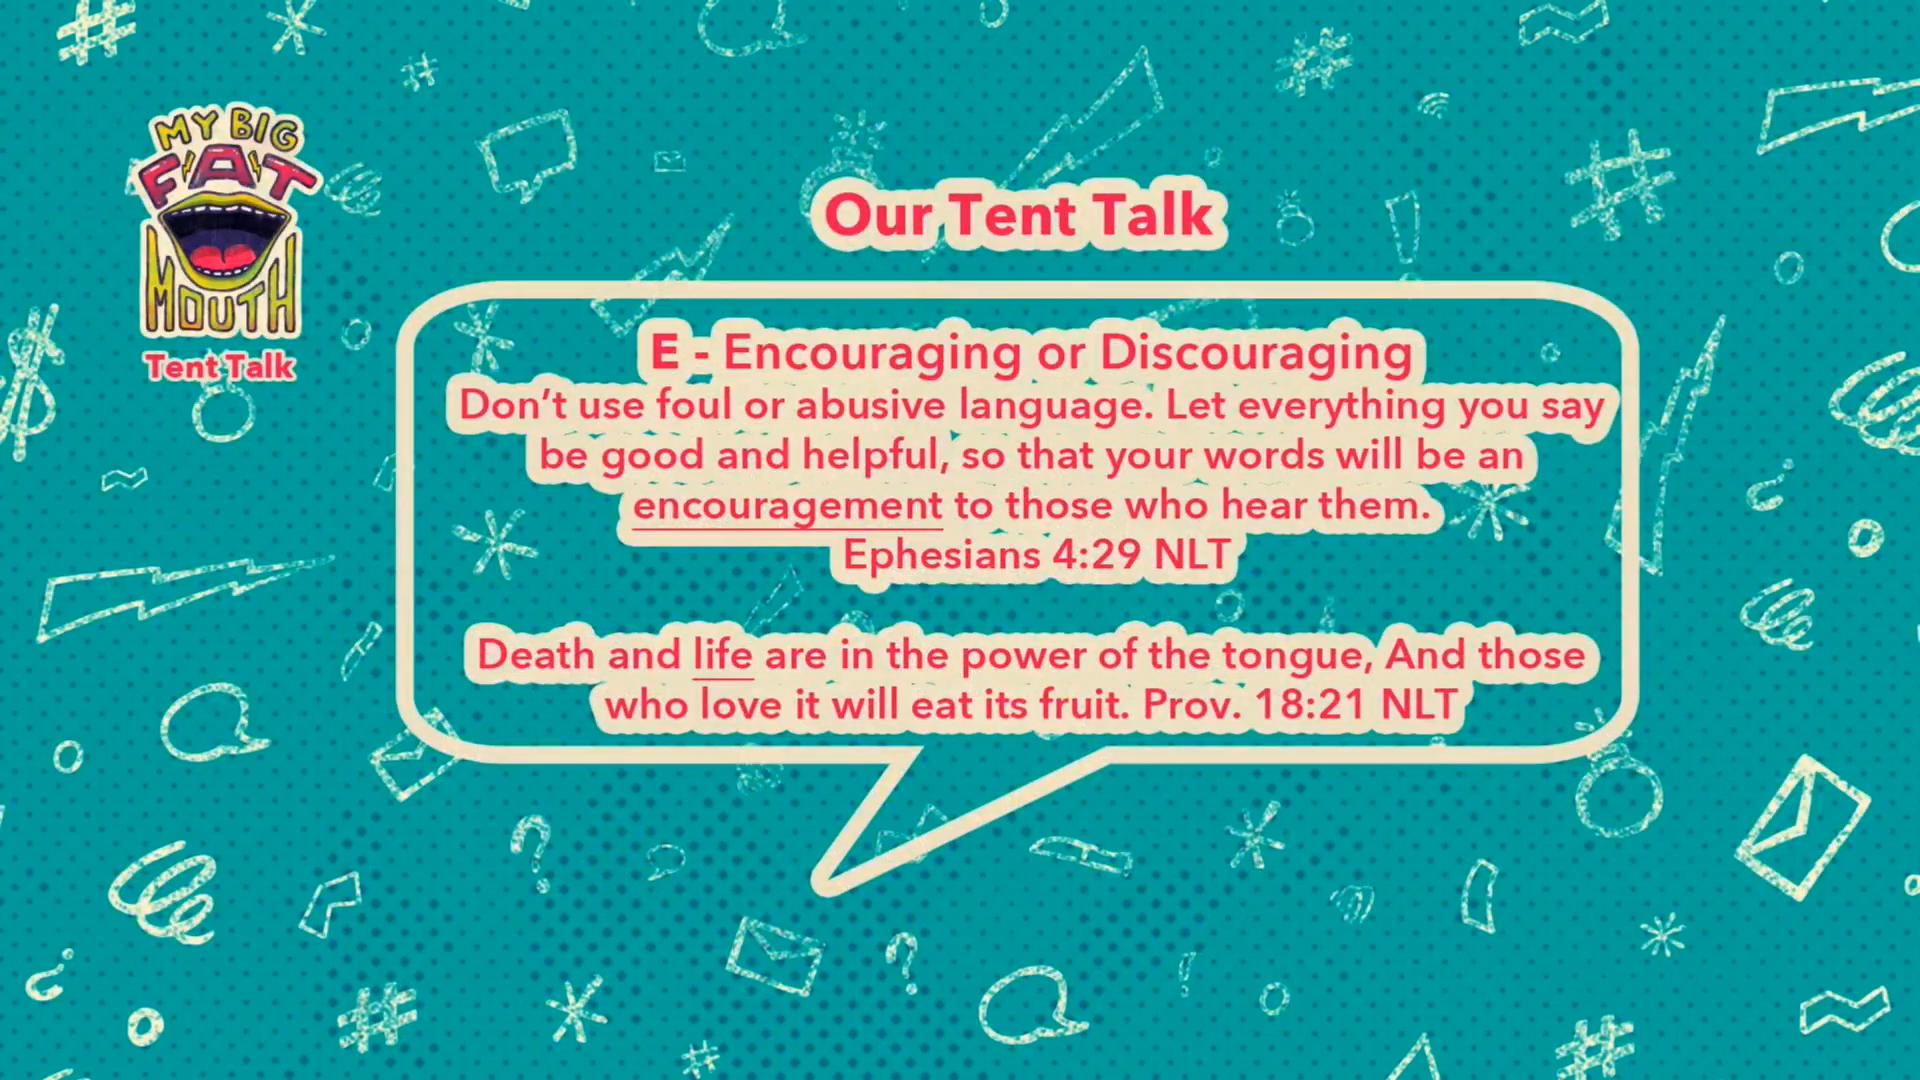 MY BIG
FAT
MOUTH
Tent Talk
Our Tent Talk
E - Encouraging or Discouraging
Don’t use foul or abusive language. Let everything you say
be good and helpful, so that your words will be an
encouragement to those who hear them.
Ephesians 4:29 NLT
Death and life are in the power of the tongue, And those
who love it will eat its fruit. Prov. 18:21 NLT